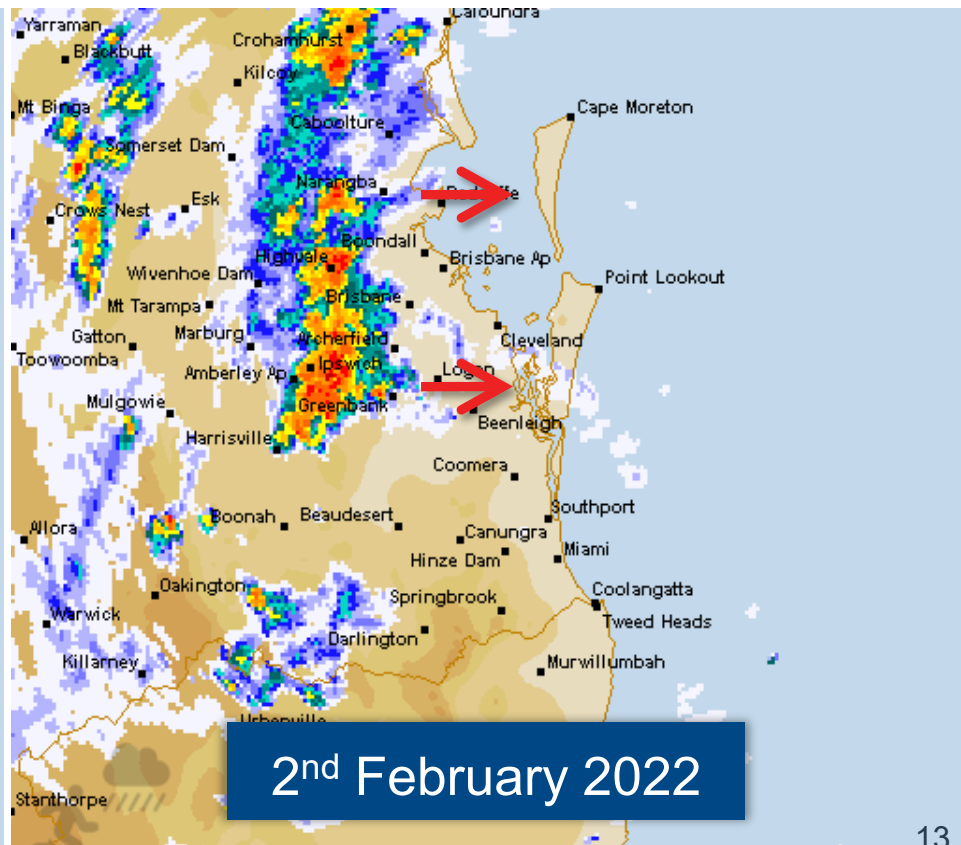 Caloundra
Yarraman
Crohamhurst
Blackbutt
Kilcoy
Mt Binga
Cape Moreton
Caboolture
Somerset Dam
Narangba
Redcliffe
Esk
Crows Nest
Boondall
Highvale
Brisbane Ap
Wivenhoe Dam
Point Lookout
Brisbane
Mt Tarampa
Marburg
Gatton
Archerfield
Cleveland
Toowoomba
Ipswich
Amberley Ap
Logan
Mulgowie
Greenbank
Beenleigh
Harrisville
Coomera
Southport
Boonah
Beaudesert
Allora
Canungra
Miami
Hinze Dam
Oakington
Coolangatta
Springbrook
Warwick
Tweed Heads
Darlington
Killarney
Murwillumbah
Urbenville
2nd February 2022
Stanthorpe
13